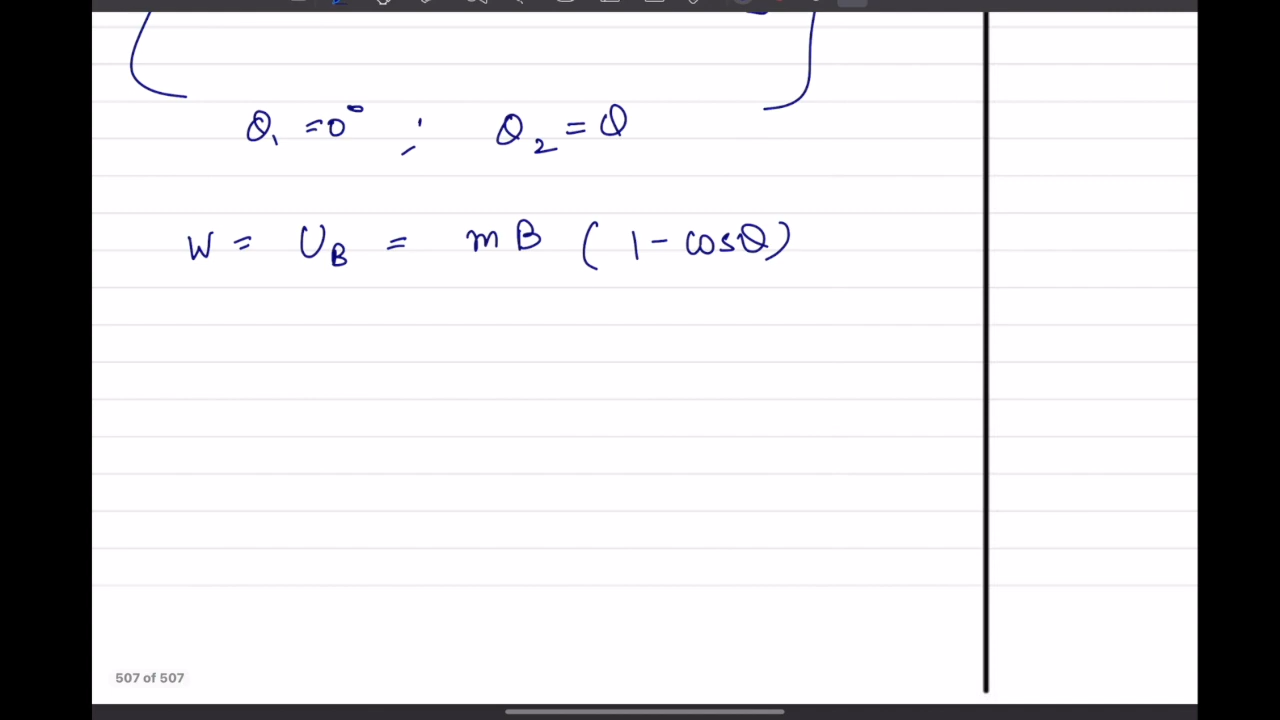 θ₁ = 0° ; θ₂ = θ
W = U_B = mB (1 - cosθ)
507 of 507